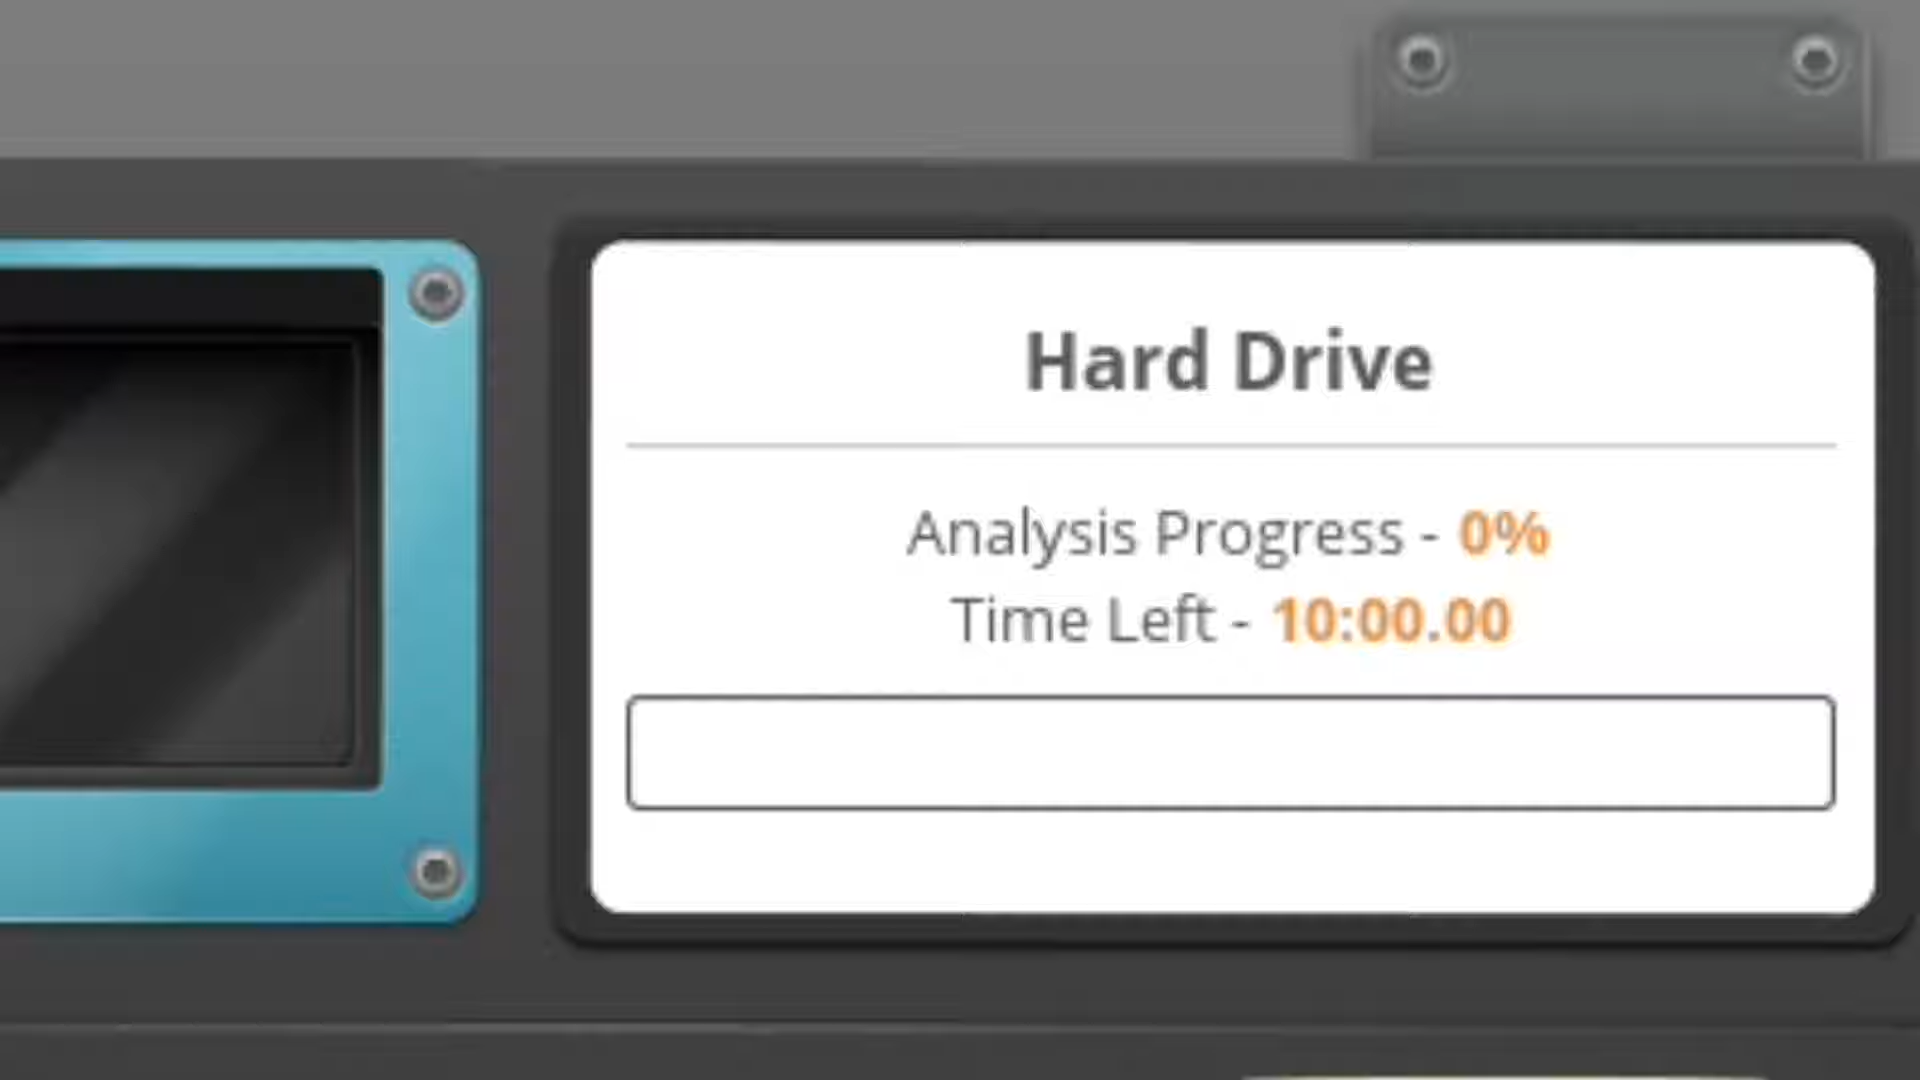 Hard Drive
Analysis Progress - 0%
Time Left - 10:00.00